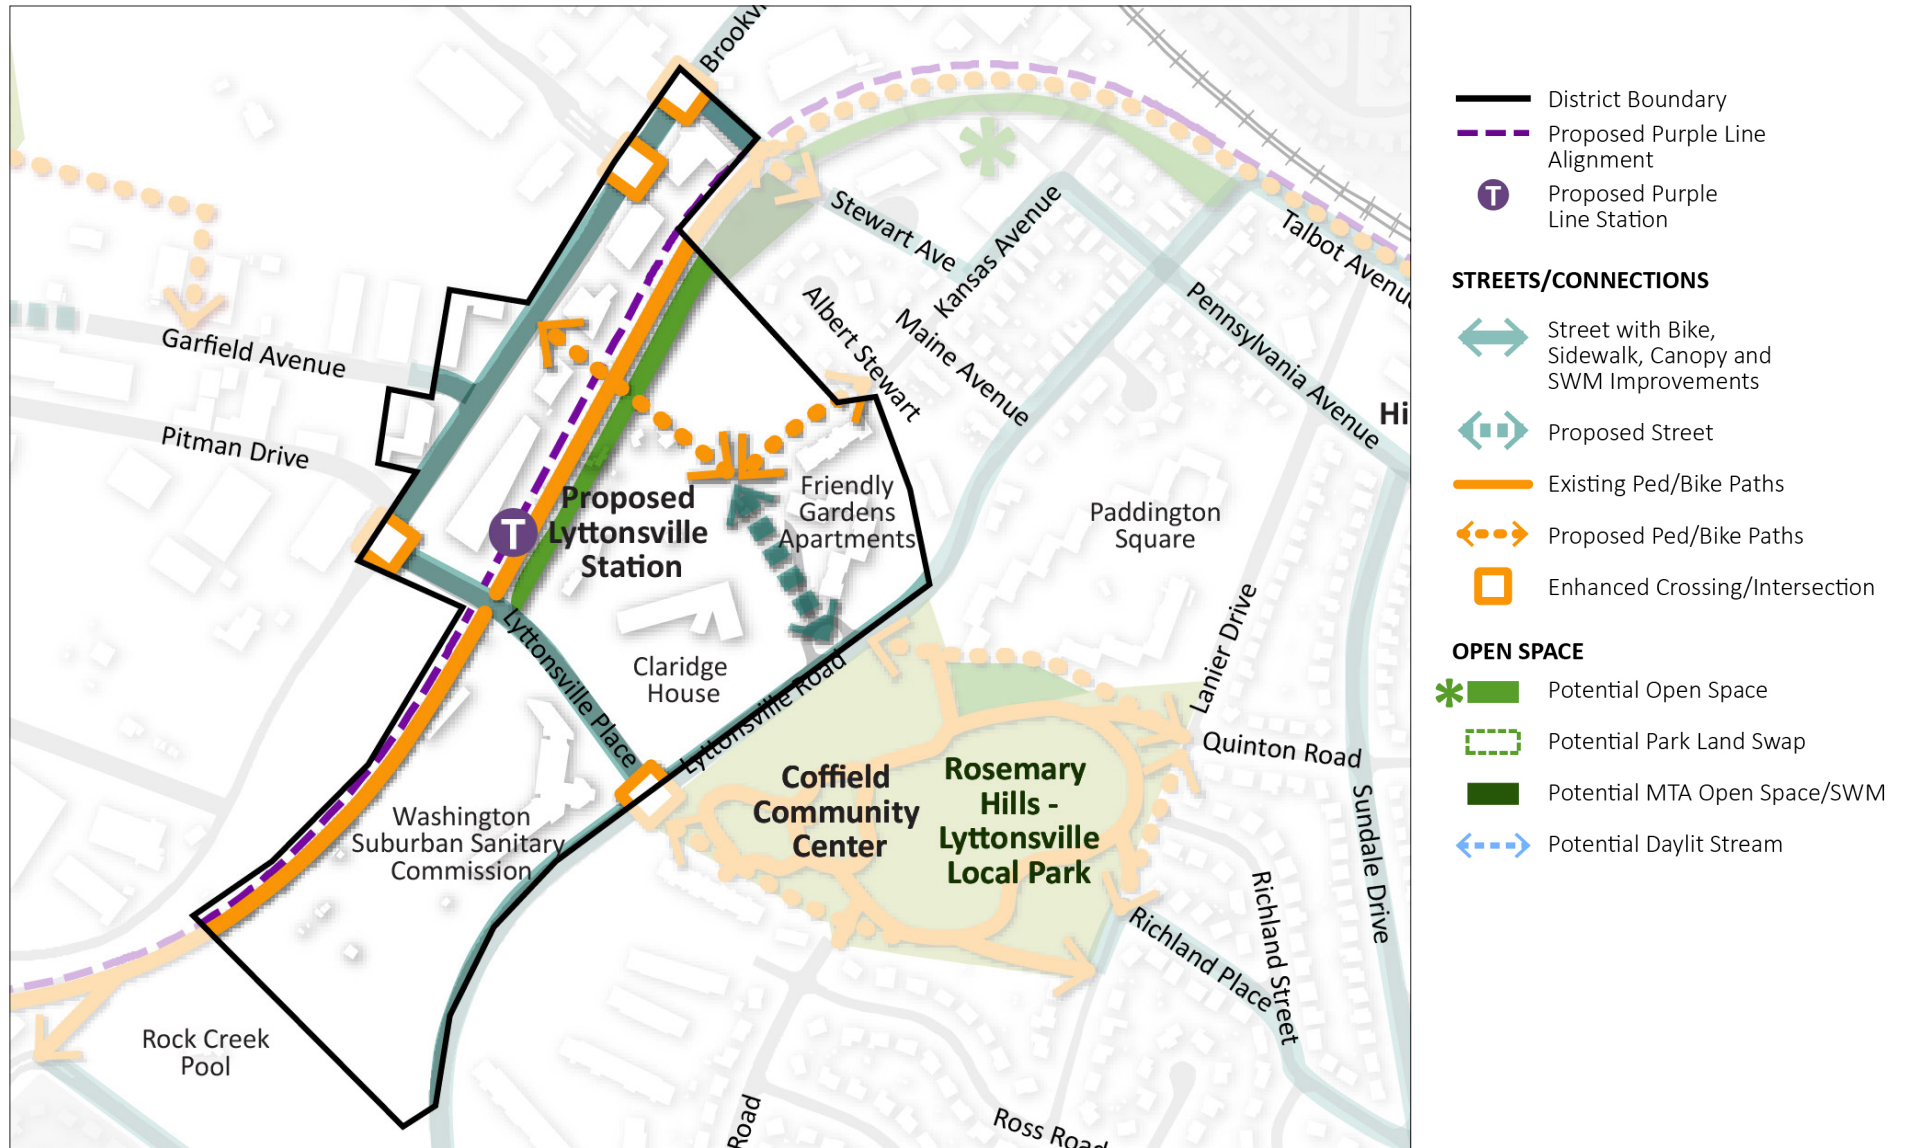 Brookv
Stewart Ave
Kansas Avenue
Talbot Avenu
Albert Stewart
Maine Avenue
Pennsylvania Avenue
Garfield Avenue
Pitman Drive
Hi
T
Proposed
Lyttonsville
Station
Friendly
Gardens
Apartments
Paddington
Square
Lyttonsville Place
Claridge
House
Lyttonsville Road
Lanier Drive
Quinton Road
Washington
Suburban Sanitary
Commission
Coffield
Community
Center
Rosemary
Hills -
Lyttonsville
Local Park
Sundale Drive
Richland Street
Richland Place
Rock Creek
Pool
Road
Ross Road
District Boundary
Proposed Purple Line
Alignment
T
Proposed Purple
Line Station
STREETS/CONNECTIONS
Street with Bike,
Sidewalk, Canopy and
SWM Improvements
Proposed Street
Existing Ped/Bike Paths
Proposed Ped/Bike Paths
Enhanced Crossing/Intersection
OPEN SPACE
Potential Open Space
Potential Park Land Swap
Potential MTA Open Space/SWM
Potential Daylit Stream